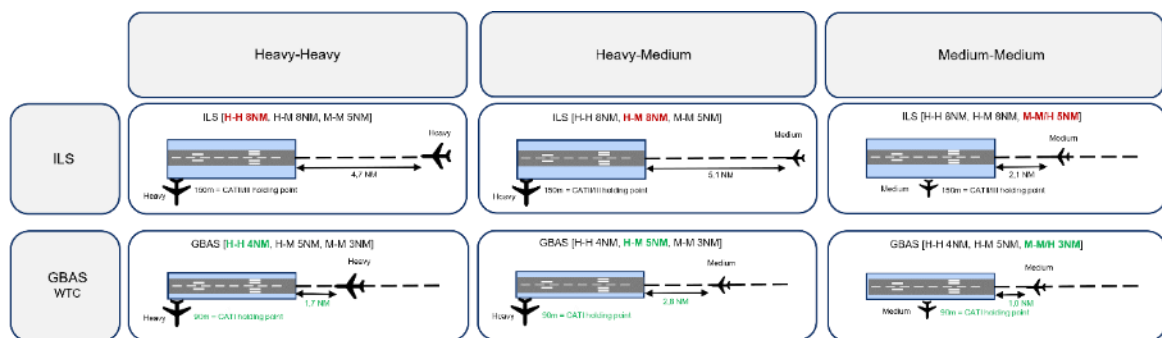 Heavy-Heavy
Heavy-Medium
Medium-Medium
ILS
ILS [H-H 8NM, H-M 8NM, M-M 5NM]
Heavy
4,7 NM
Heavy
150m = CATII/III holding point
ILS [H-H 8NM, H-M 8NM, M-M 5NM]
Medium
5,1 NM
Heavy
150m = CATII/III holding point
ILS [H-H 8NM, H-M 8NM, M-M/H 5NM]
Medium
2,1 NM
Medium
150m = CATII/III holding point
GBAS
WTC
GBAS [H-H 4NM, H-M 5NM, M-M 3NM]
Heavy
1,7 NM
Heavy
90m = CATI holding point
GBAS [H-H 4NM, H-M 5NM, M-M 3NM]
Medium
2,8 NM
Heavy
90m = CATI holding point
GBAS [H-H 4NM, H-M 5NM, M-M/H 3NM]
Medium
1,0 NM
Medium
90m = CATI holding point